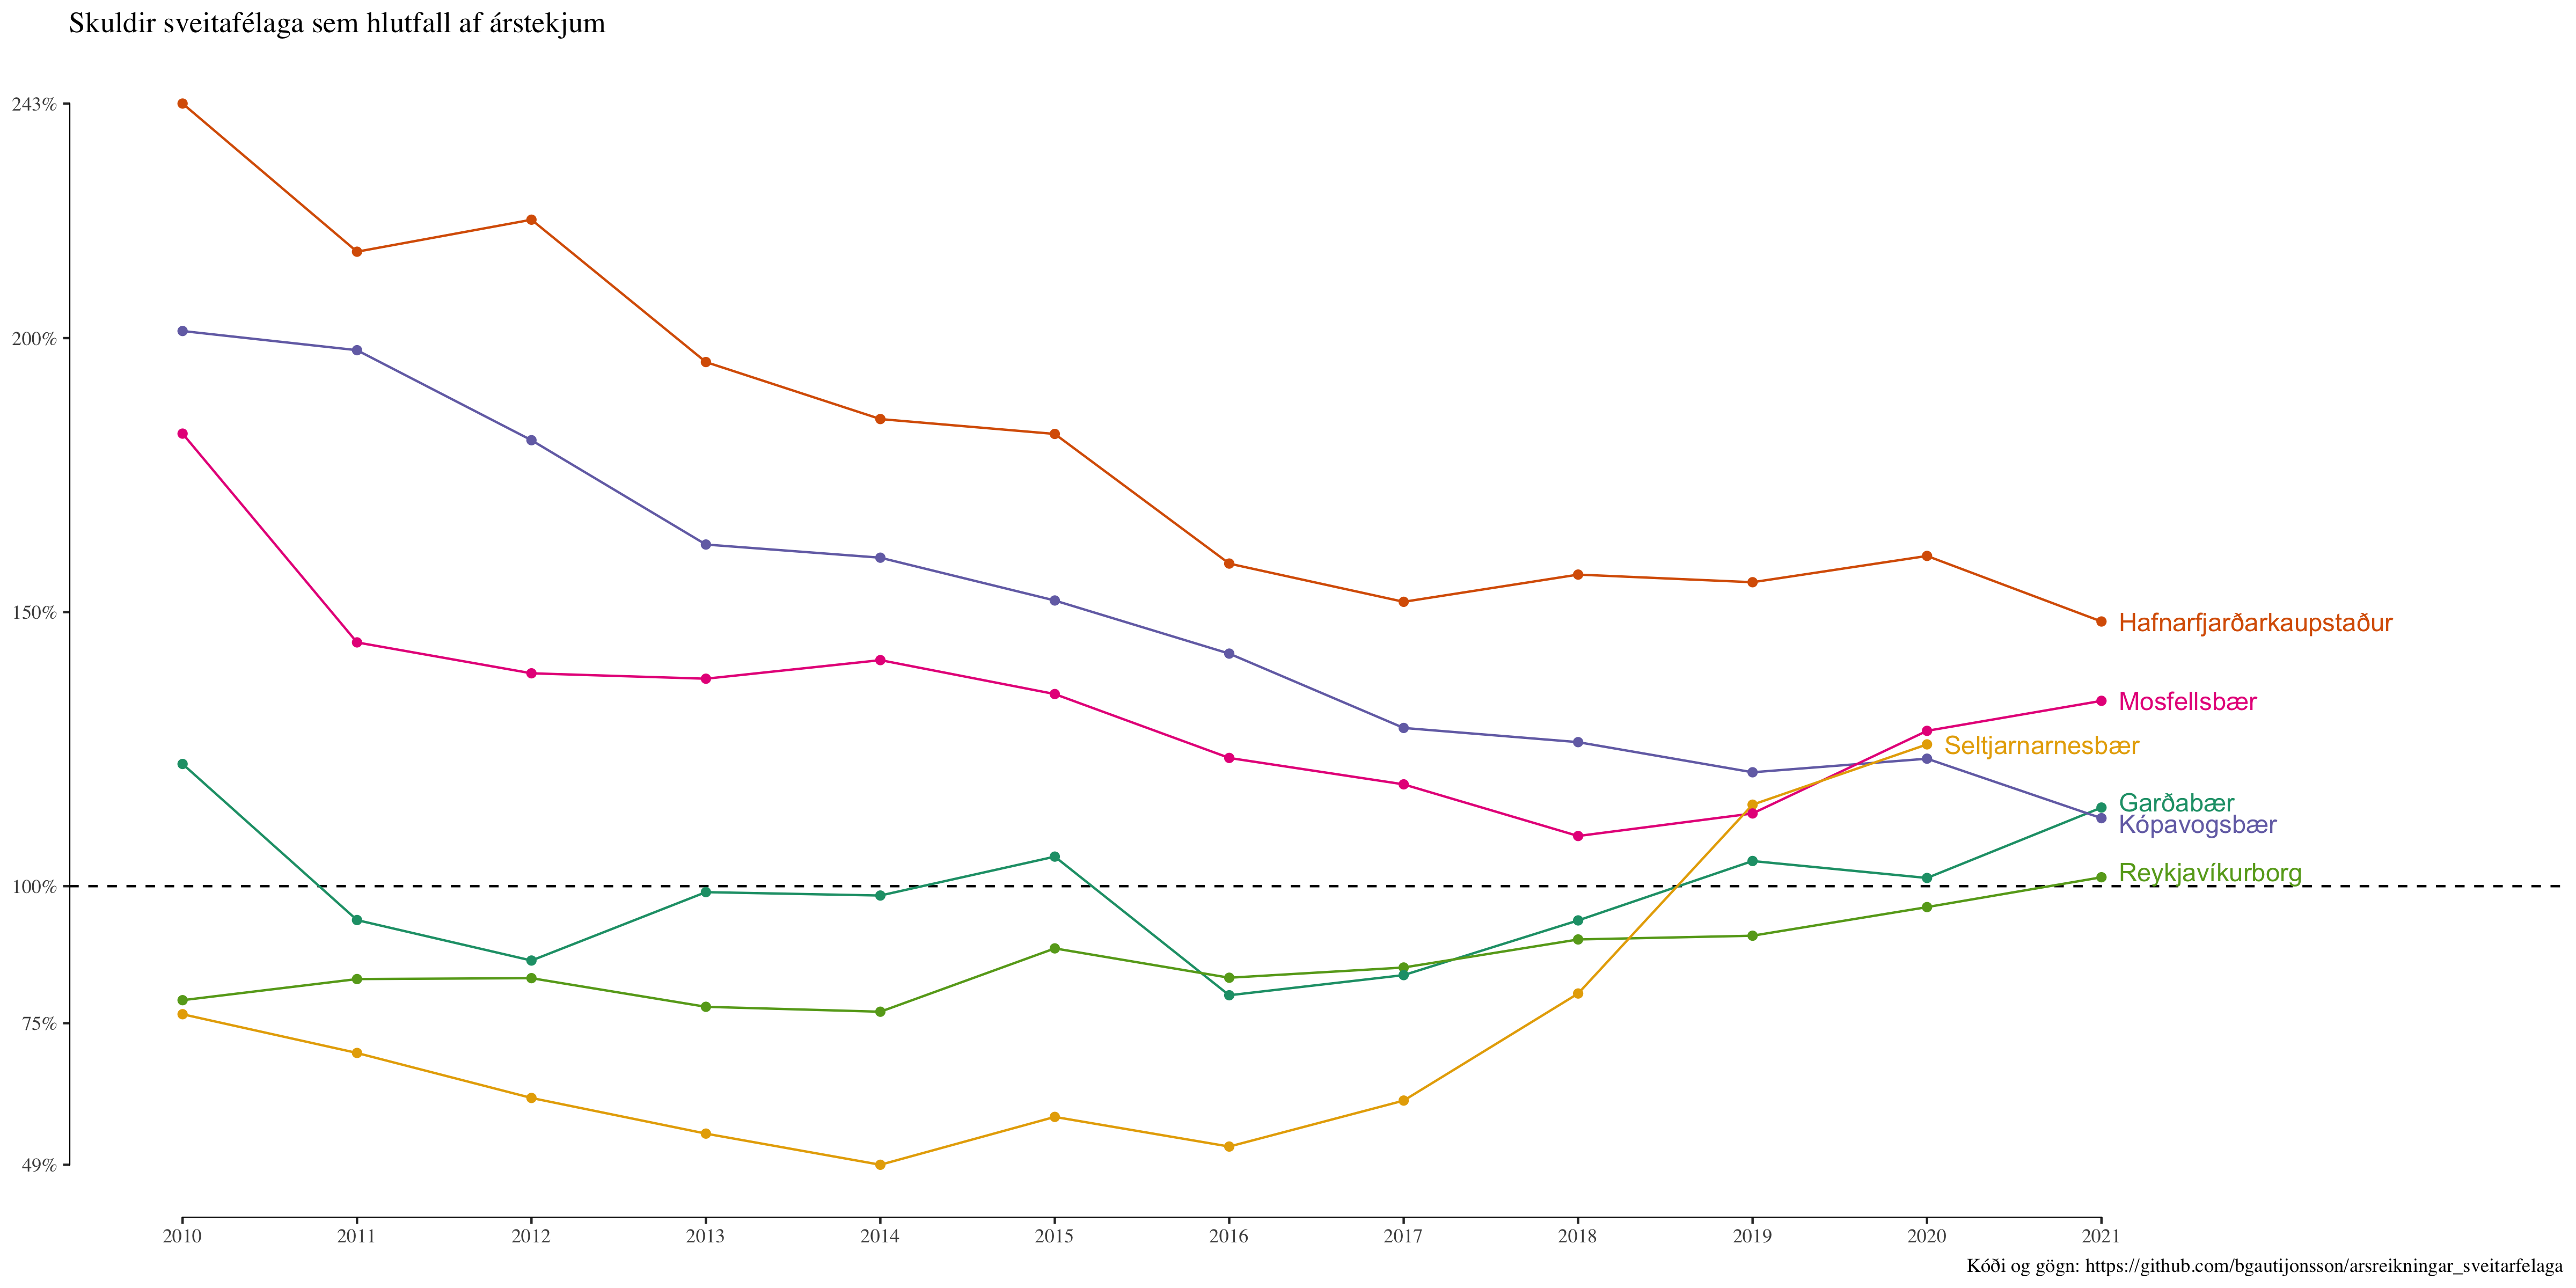 Skuldir sveitafélaga sem hlutfall af árstekjum
243%
200%
150%
100%
75%
49%
Hafnarfjarðarkaupstaður
Mosfellsbær
Seltjarnarnesbær
Garðabær
Kópavogsbær
Reykjavíkurborg
2010 2011 2012 2013 2014 2015 2016 2017 2018 2019 2020 2021
Kóði og gögn: https://github.com/bgautijonsson/arsreikningar_sveitarfelaga